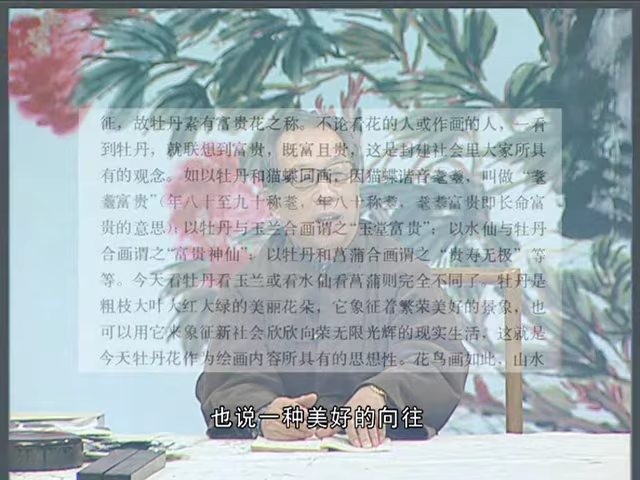 征，故牡丹素有富贵花之称。不论看花的人或作画的人，一看
到牡丹，就联想到富贵，既富且贵，这是封建社会里大家所具
有的观念。如以牡丹和猫蝶同画，因猫蝶谐音耄耋，叫做“耄
耋富贵”（年八十至九十称耄，年八十称耋，耄耋富贵即长命富
贵的意思）；以牡丹与玉兰合画谓之“玉堂富贵”；以水仙与牡丹
合画谓之“富贵神仙”；以牡丹和菖蒲合画谓之“贵寿无极”等
等。今天看牡丹看玉兰或看水仙看菖蒲则完全不同了，牡丹是
粗枝大叶大红大绿的美丽花朵，它象征着繁荣美好的景象，也
可以用它来象征新社会欣欣向荣无限光辉的现实生活，这就是
今天牡丹花作为绘画内容所具有的思想性。花鸟画如此，山水
也说一种美好的向往